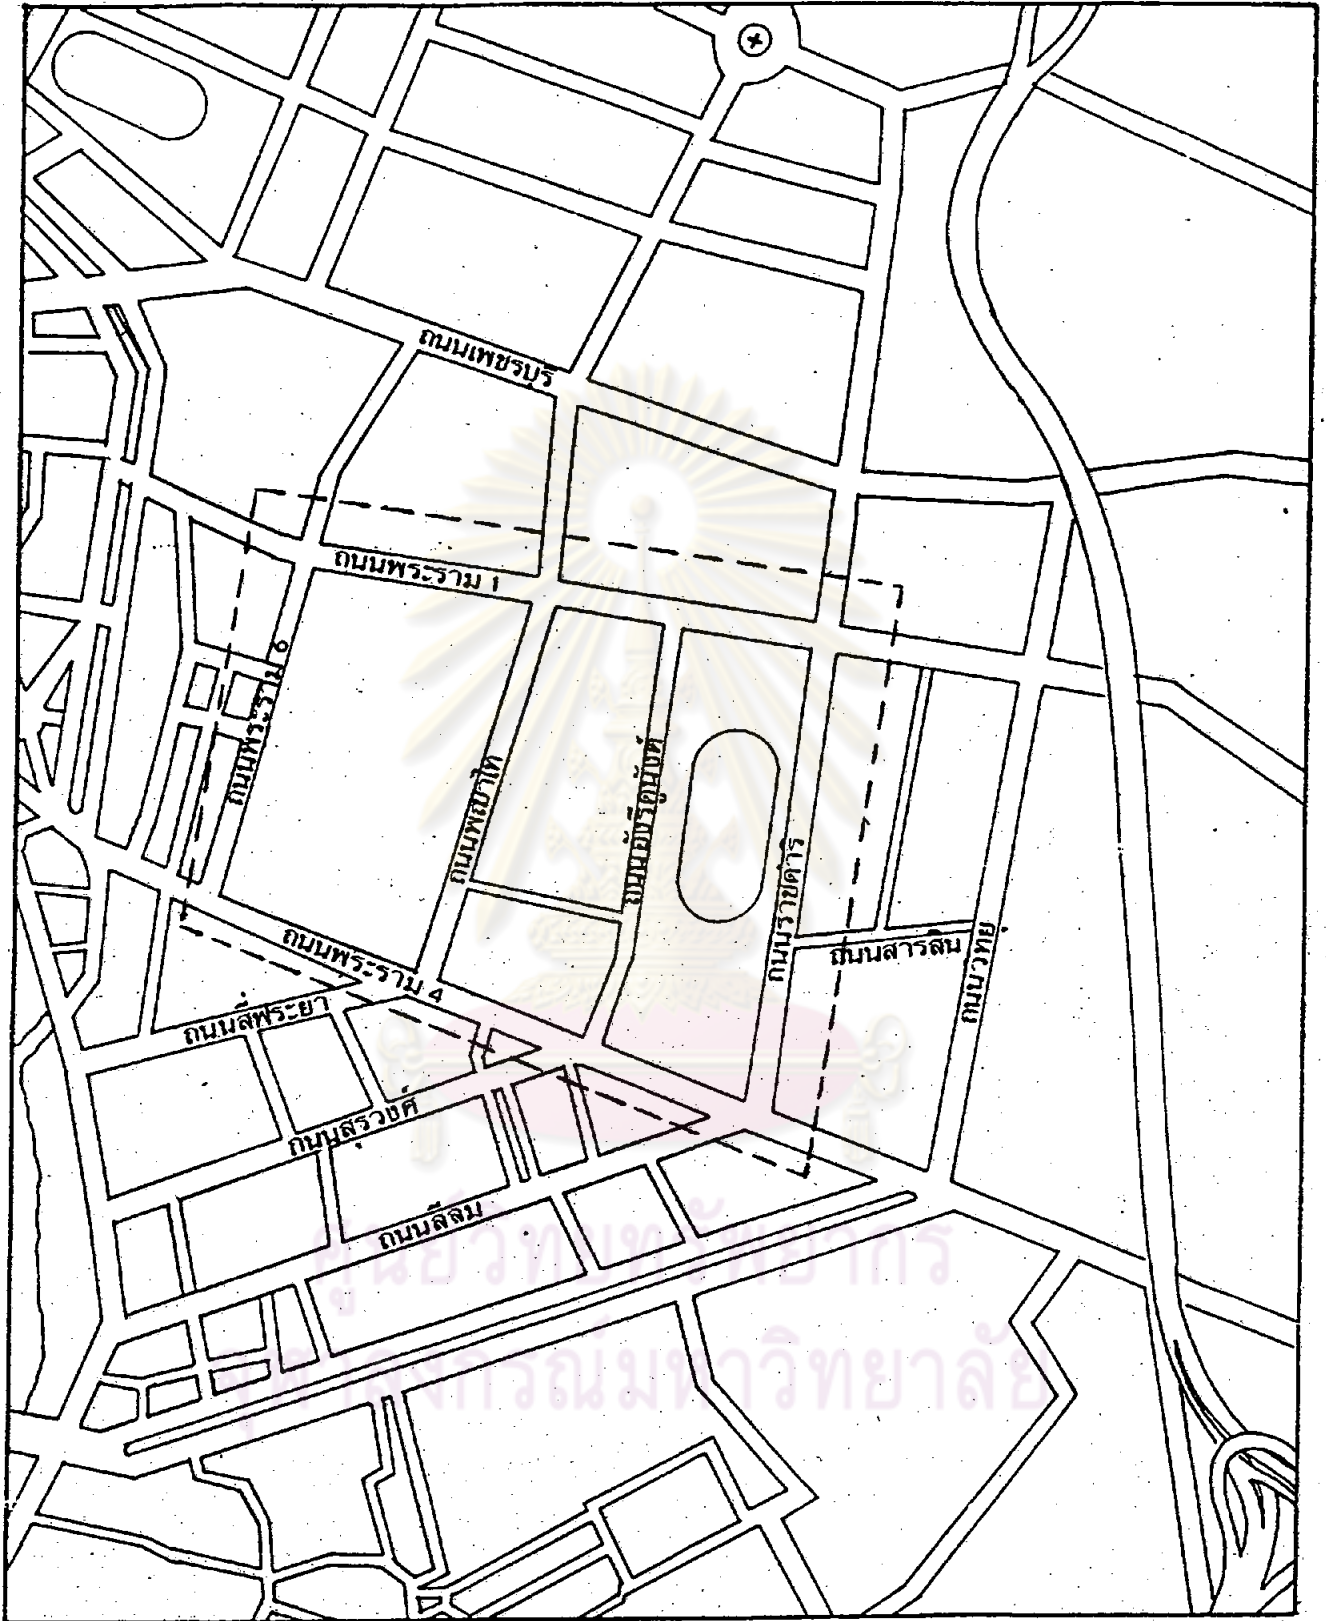 ถนนเพชรบุรี
ถนนพระราม 1
ถนนพระราม 6
ถนนพญาไท
ถนนอังรีดูนังต์
ถนนราชดำริ
ถนนสารสิน
ถนนวิทยุ
ถนนพระราม 4
ถนนสี่พระยา
ถนนสุรวงศ์
ถนนสีลม
ศูนย์วิทยทรัพยากร
จุฬาลงกรณ์มหาวิทยาลัย